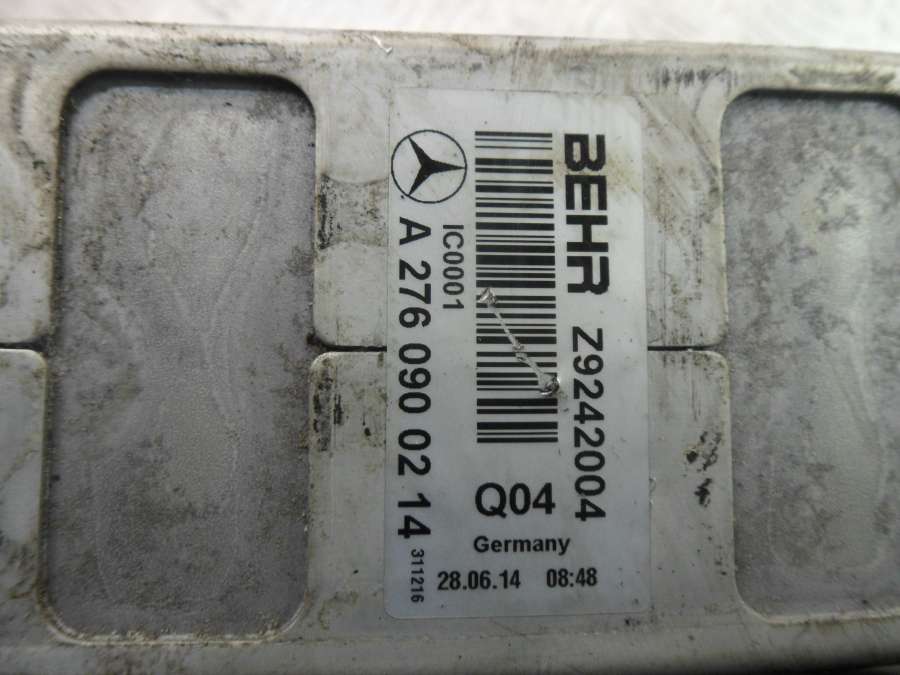 BEHR Z9242004
IC0001
A 276 090 02 14
311216
Q04
Germany
28.06.14 08:48